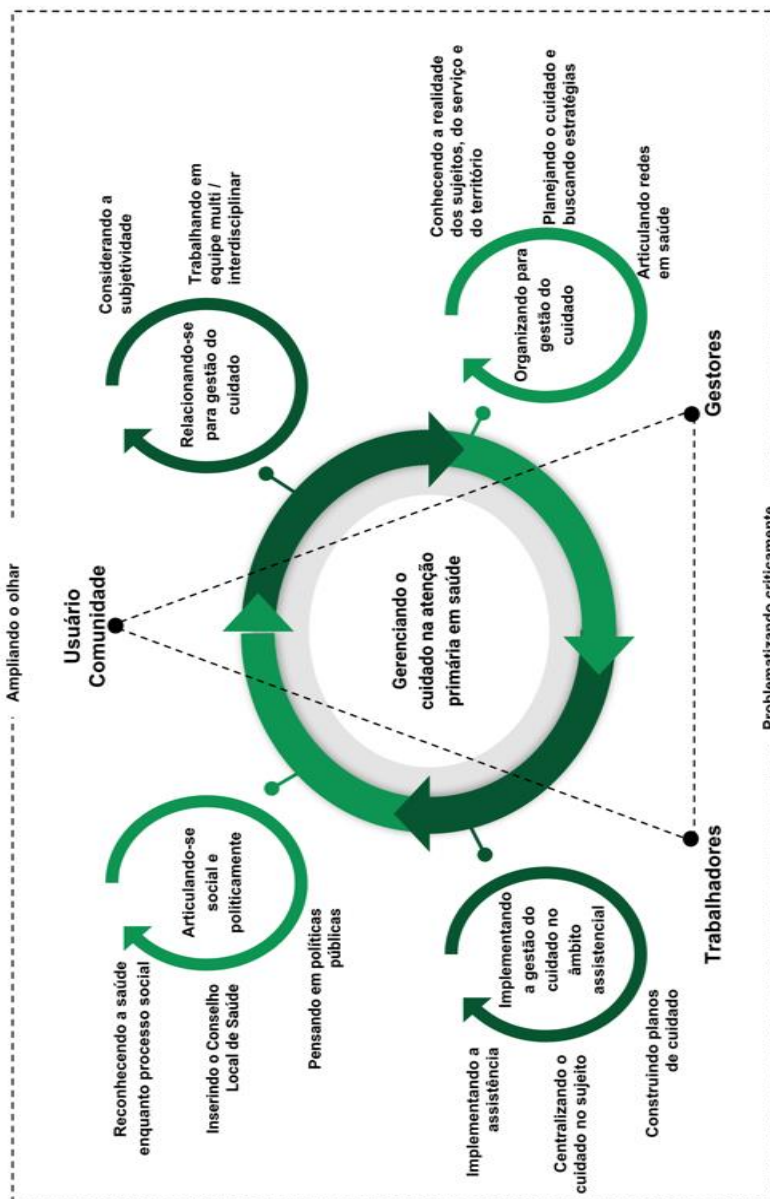 Ampliando o olhar
Usuário
Comunidade
Reconhecendo a saúde
enquanto processo social
Inserindo o Conselho
Local de Saúde
Pensando em políticas
públicas
Articulando-se
social e
politicamente
Considerando a
subjetividade
Trabalhando em
equipe multi /
interdisciplinar
Relacionando-se
para gestão do
cuidado
Gerenciando o
cuidado na atenção
primária em saúde
Implementando a
assistência
Centralizando o
cuidado no sujeito
Construindo planos
de cuidado
Implementando
a gestão do
cuidado no
âmbito
assistencial
Conhecendo a realidade
dos sujeitos, do serviço e
do território
Planejando o cuidado e
buscando estratégias
Articulando redes
em saúde
Organizando para
gestão do
cuidado
Trabalhadores
Gestores
Problematizando criticamente